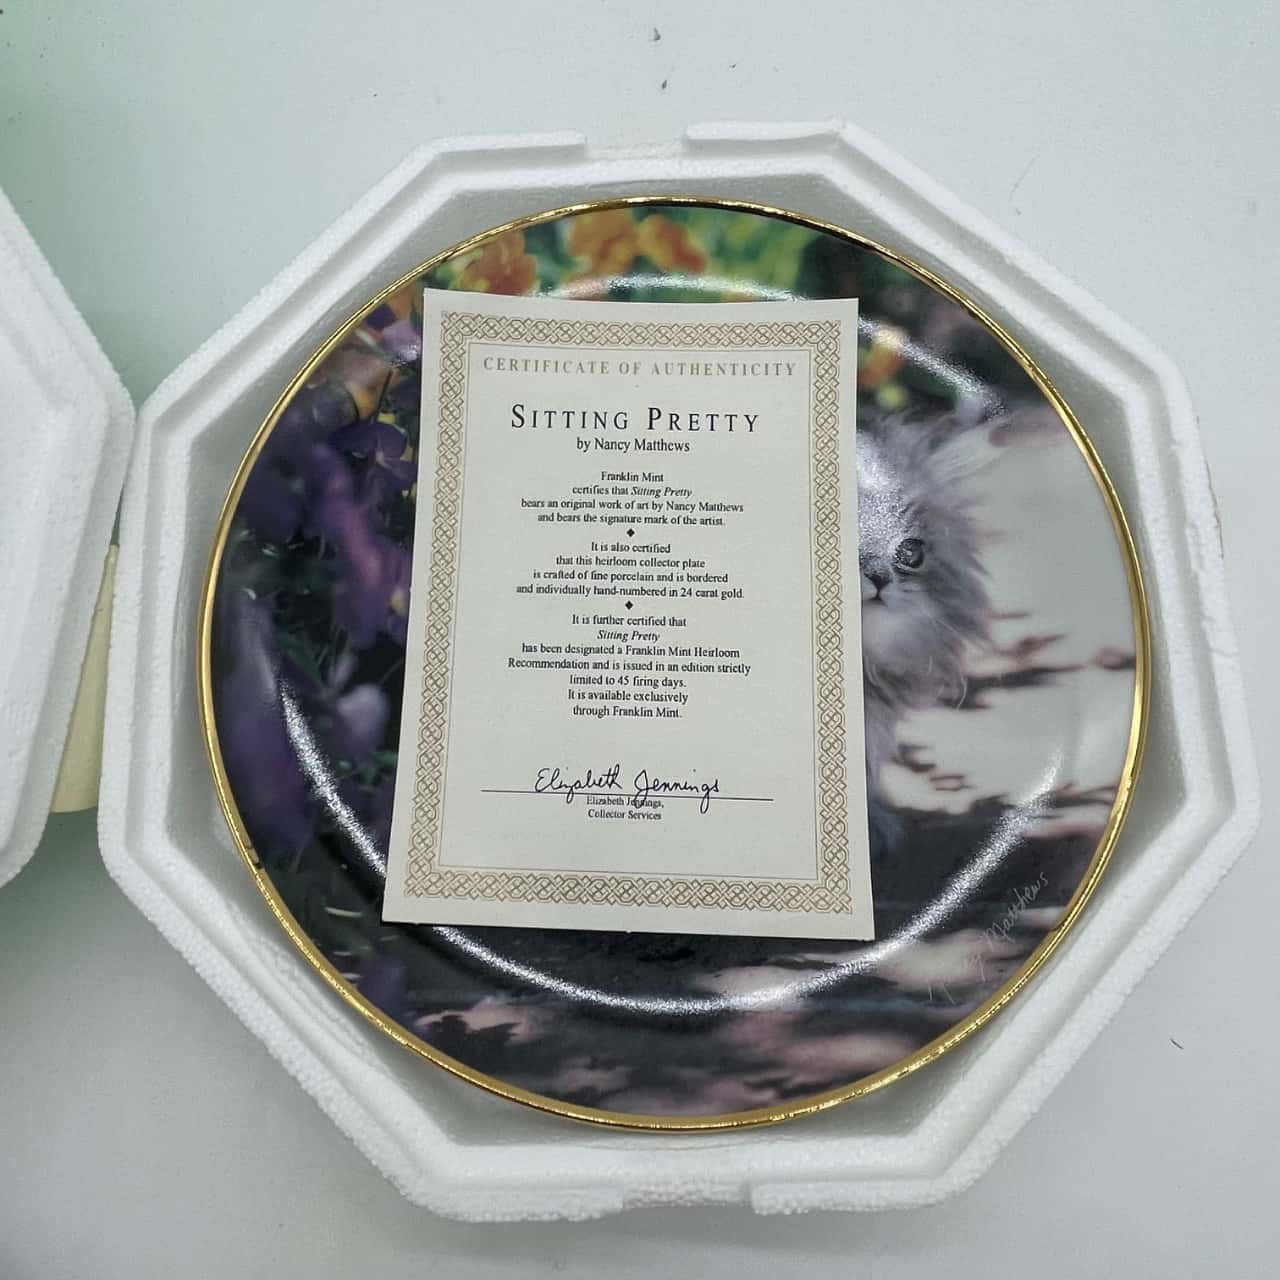 CERTIFICATE OF AUTHENTICITY
SITTING PRETTY
by Nancy Matthews
Franklin Mint
certifies that Sitting Pretty
bears an original work of art by Nancy Matthews
and bears the signature mark of the artist.
It is also certified
that this heirloom collector plate
is crafted of fine porcelain and is bordered
and individually hand-numbered in 24 carat gold.
It is further certified that
Sitting Pretty
has been designated a Franklin Mint Heirloom
Recommendation and is issued in an edition strictly
limited to 45 firing days.
It is available exclusively
through Franklin Mint.
Elizabeth Jennings
Elizabeth Jennings,
Collector Services
Nancy Matthews